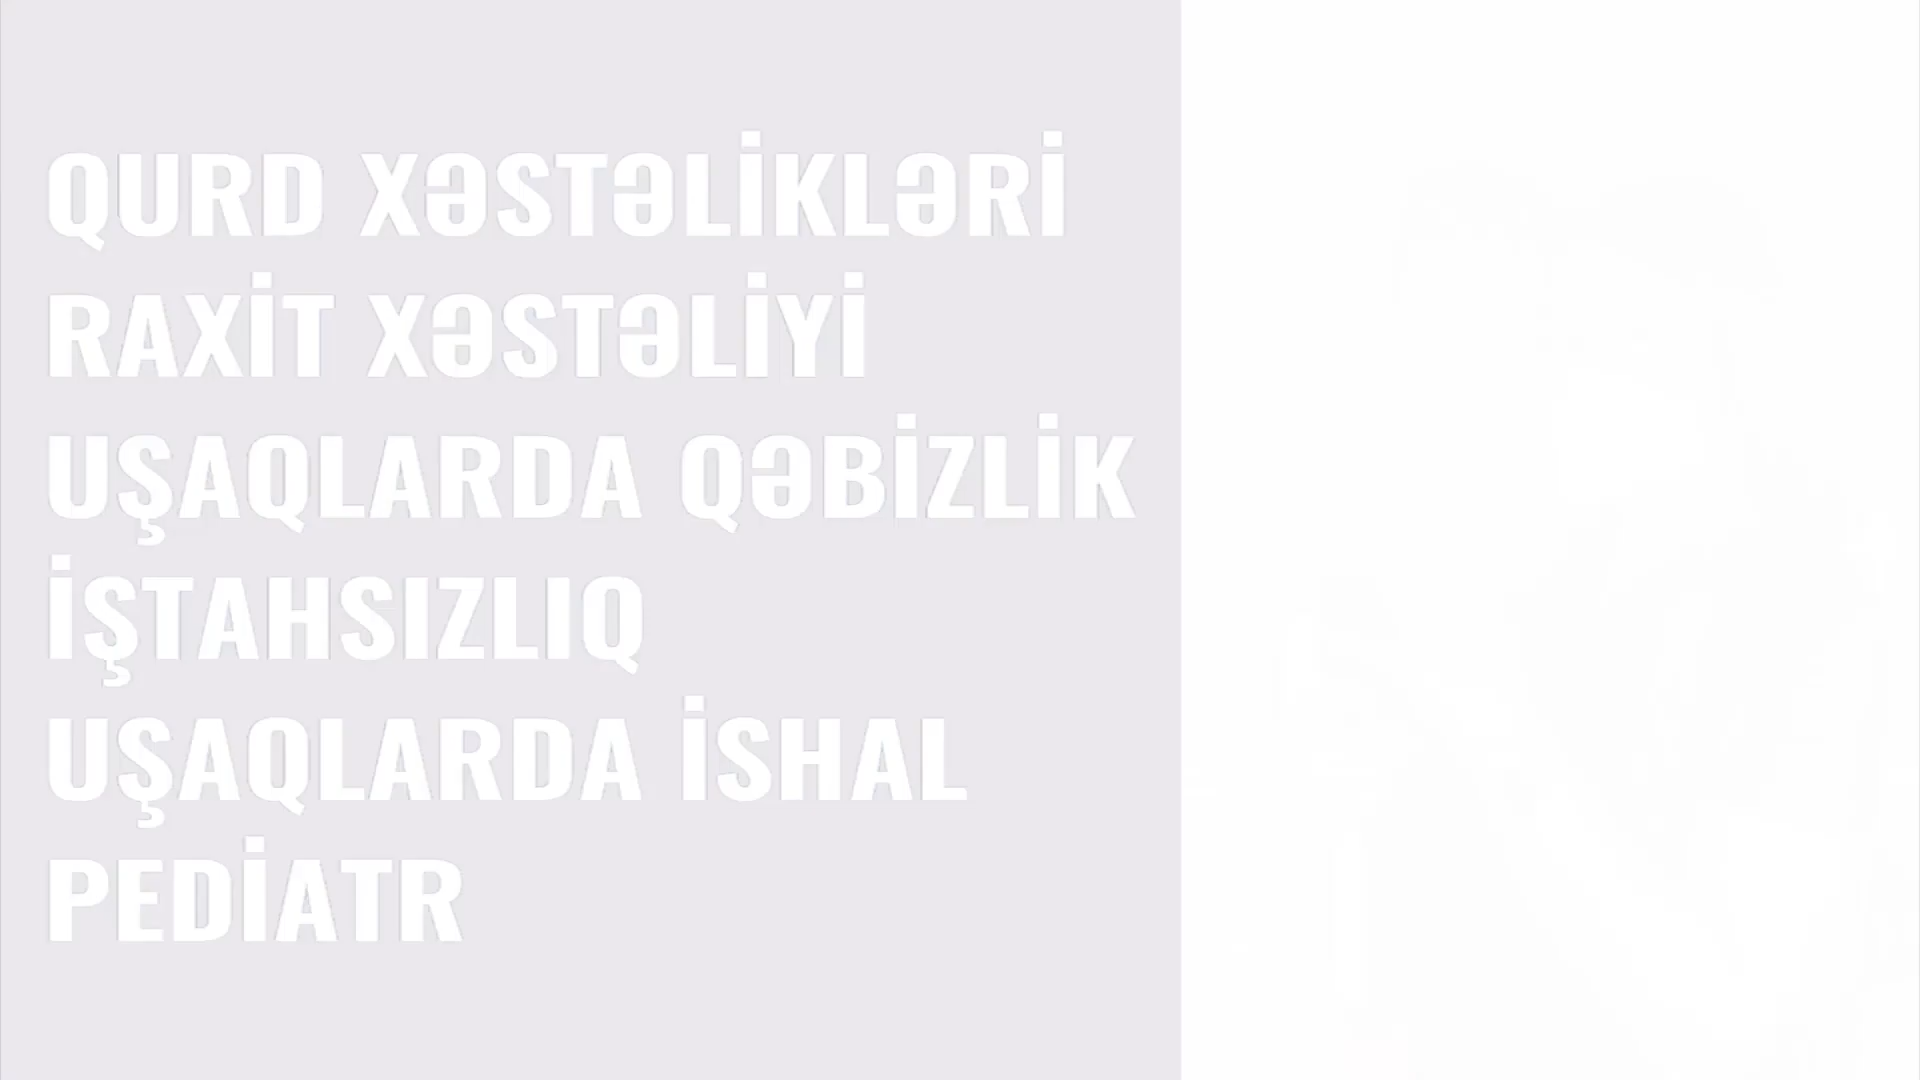 QURD XƏSTƏLİKLƏRİ
RAXİT XƏSTƏLİYİ
UŞAQLARDA QƏBİZLİK
İŞTAHSIZLIQ
UŞAQLARDA İSHAL
PEDİATR